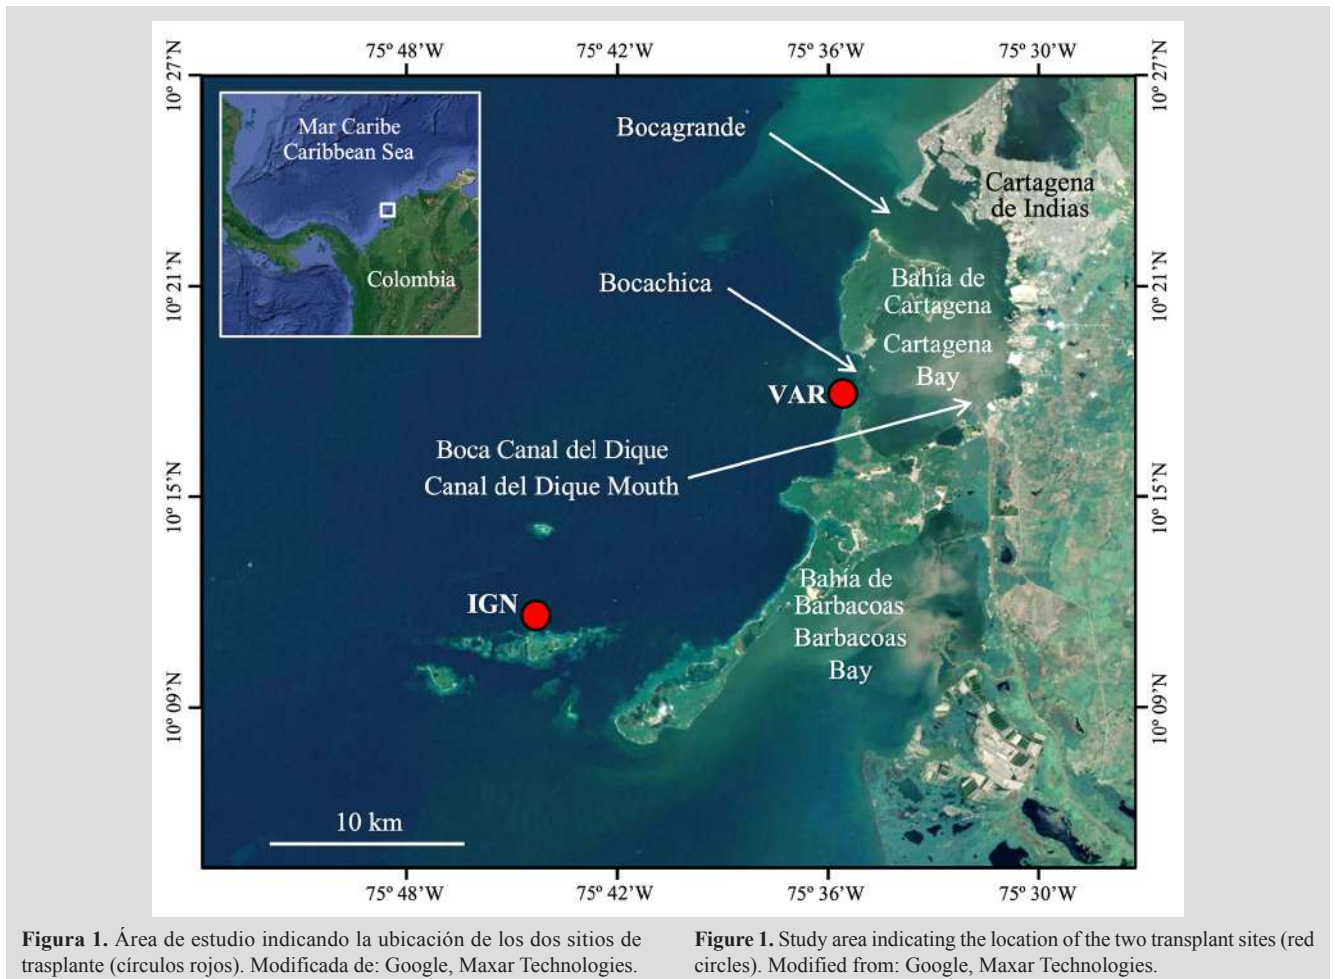 75º 48’W
75º 42’W
75º 36’W
75º 30’W
10º 27’N
10º 27’N
Mar Caribe
Caribbean Sea
Colombia
Bocagrande
Cartagena
de Indias
Bocachica
Bahía de
Cartagena
Cartagena
Bay
10º 21’N
10º 21’N
VAR
Boca Canal del Dique
Canal del Dique Mouth
10º 15’N
10º 15’N
IGN
Bahía de
Barbacoas
Barbacoas
Bay
10º 09’N
10º 09’N
10 km
75º 48’W
75º 42’W
75º 36’W
75º 30’W
Figura 1. Área de estudio indicando la ubicación de los dos sitios de
trasplante (círculos rojos). Modificada de: Google, Maxar Technologies.
Figure 1. Study area indicating the location of the two transplant sites (red
circles). Modified from: Google, Maxar Technologies.